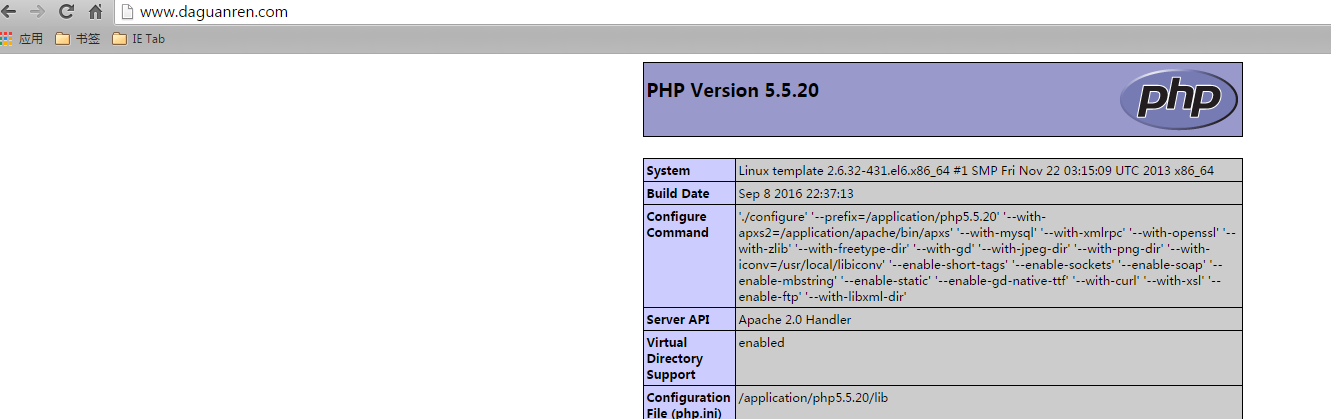 www.daguanren.com
应用 书签 IE Tab
PHP Version 5.5.20
php
System Linux template 2.6.32-431.el6.x86_64 #1 SMP Fri Nov 22 03:15:09 UTC 2013 x86_64
Build Date Sep 8 2016 22:37:13
Configure Command
'./configure' '--prefix=/application/php5.5.20' '--with-
apxs2=/application/apache/bin/apxs' '--with-mysql' '--with-xmlrpc' '--with-openssl' '--
with-zlib' '--with-freetype-dir' '--with-gd' '--with-jpeg-dir' '--with-png-dir' '--with-
iconv=/usr/local/libiconv' '--enable-short-tags' '--enable-sockets' '--enable-soap' '--
enable-mbstring' '--enable-static' '--enable-gd-native-ttf' '--with-curl' '--with-xsl' '--
enable-ftp' '--with-libxml-dir'
Server API Apache 2.0 Handler
Virtual
Directory
Support
enabled
Configuration
File (php.ini)
/application/php5.5.20/lib